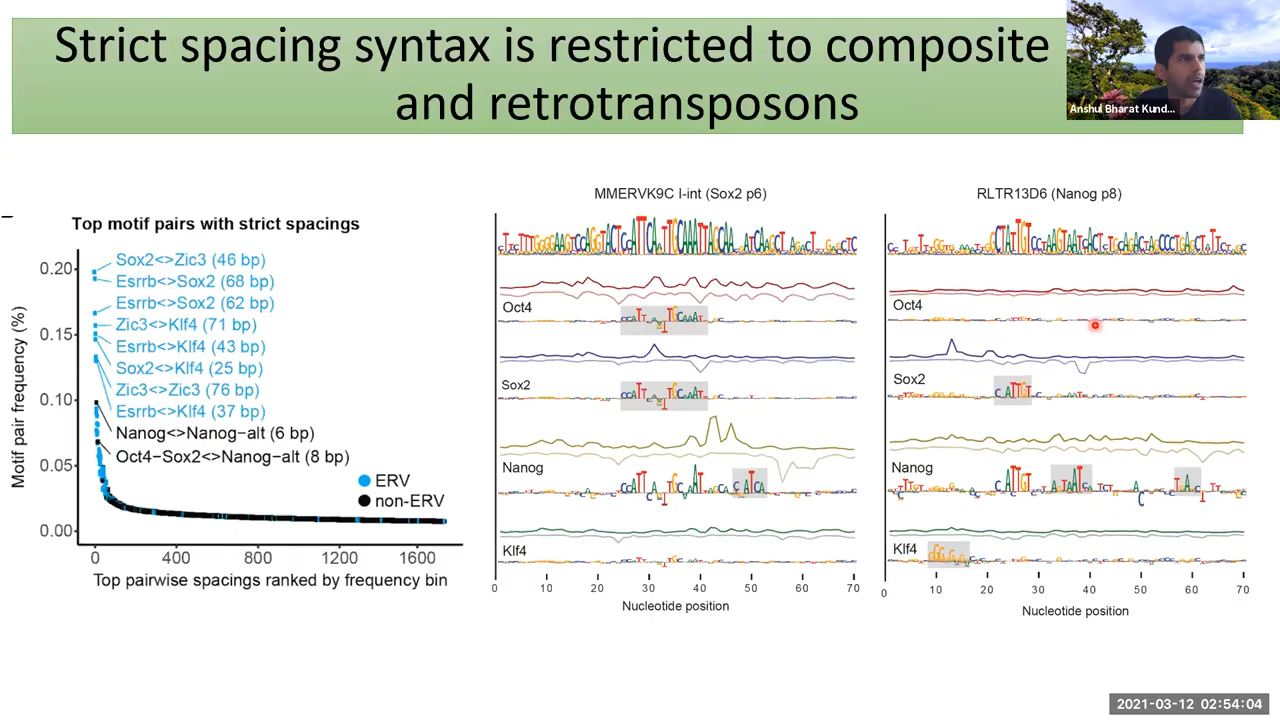 Strict spacing syntax is restricted to composite
and retrotransposons
Anshul Bharat Kund...
Top motif pairs with strict spacings
Motif pair frequency (%)
0.20
0.15
0.10
0.05
0.00
Sox2<>Zic3 (46 bp)
Esrrb<>Sox2 (68 bp)
Esrrb<>Sox2 (62 bp)
Zic3<>Klf4 (71 bp)
Esrrb<>Klf4 (43 bp)
Sox2<>Klf4 (25 bp)
Zic3<>Zic3 (76 bp)
Esrrb<>Klf4 (37 bp)
Nanog<>Nanog−alt (6 bp)
Oct4−Sox2<>Nanog−alt (8 bp)
ERV
non-ERV
0 400 800 1200 1600
Top pairwise spacings ranked by frequency bin
MMERVK9C I-int (Sox2 p6)
Oct4
Sox2
Nanog
Klf4
0 10 20 30 40 50 60 70
Nucleotide position
RLTR13D6 (Nanog p8)
Oct4
Sox2
Nanog
Klf4
0 10 20 30 40 50 60 70
Nucleotide position
2021-03-12 02:54:04